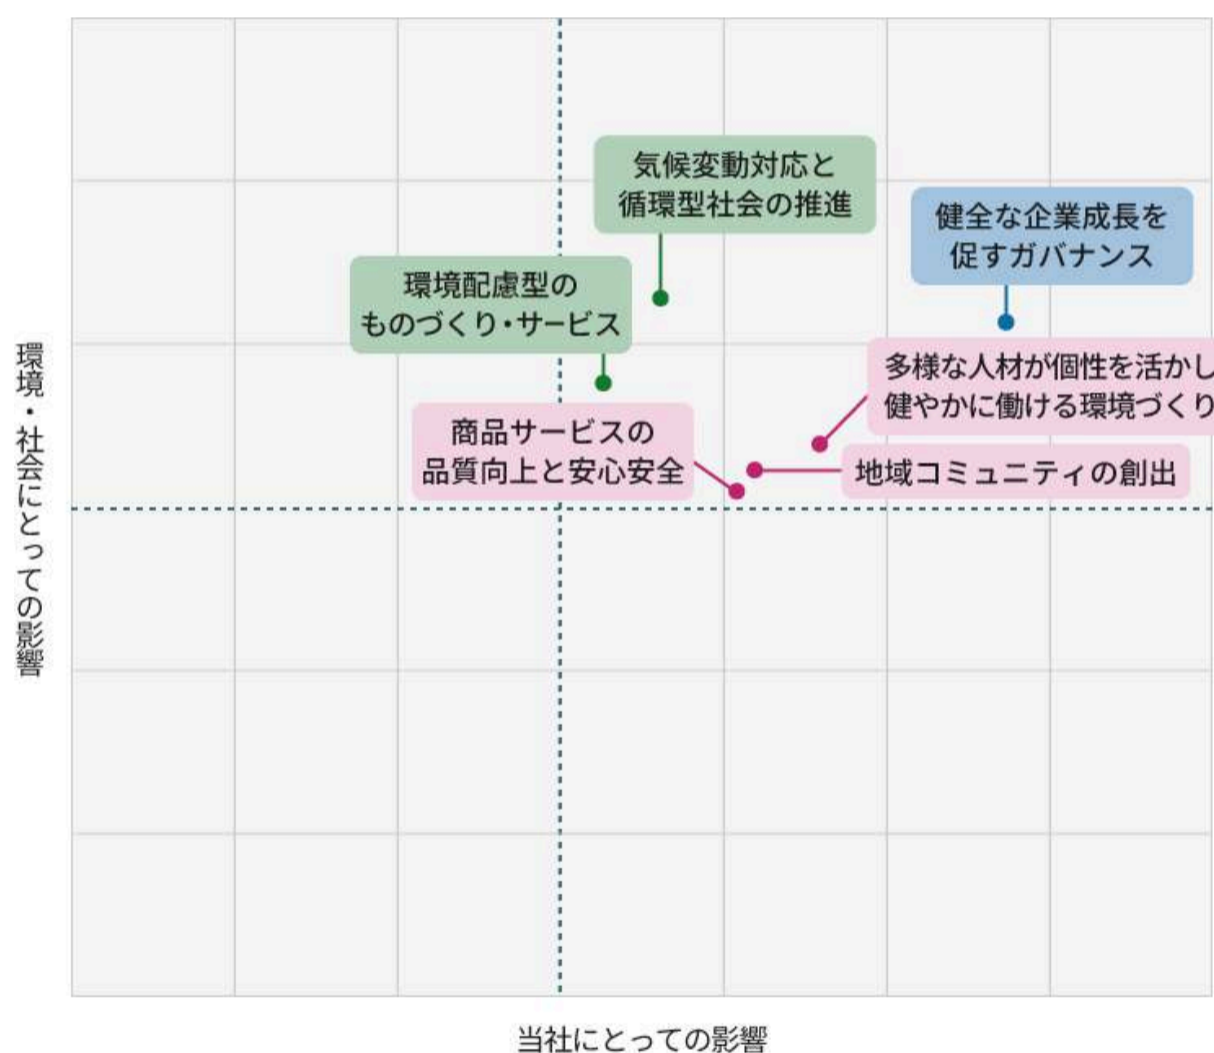 気候変動対応と
循環型社会の推進
健全な企業成長を
促すガバナンス
環境配慮型の
ものづくり・サービス
多様な人材が個性を活かし
健やかに働ける環境づくり
商品サービスの
品質向上と安心安全
地域コミュニティの創出
環境・社会にとっての影響
当社にとっての影響